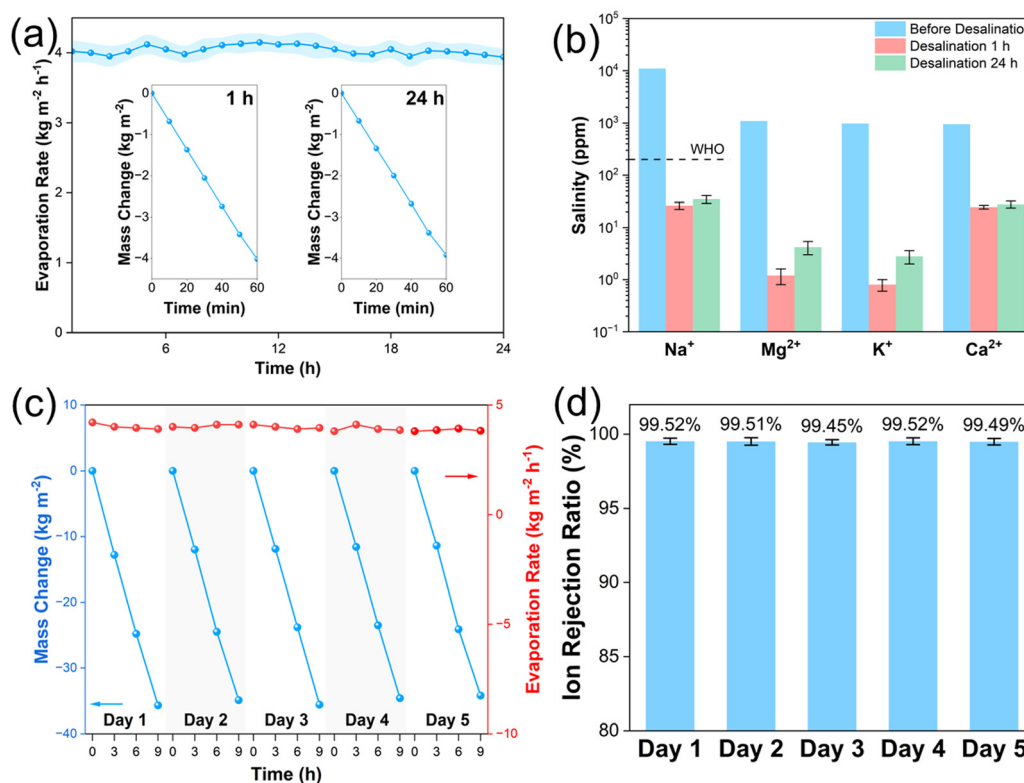 (a)
Evaporation Rate (kg m⁻² h⁻¹)
4
4
2
1
0
6
12
18
24
Time (h)
1 h
Mass Change (kg m⁻²)
0
−1
−2
−3
−4
0
20
40
60
Time (min)
24 h
Mass Change (kg m⁻²)
0
−1
−2
−3
−4
0
20
40
60
Time (min)
(b)
Salinity (ppm)
10⁵
10⁴
10³
10²
10¹
10⁰
10⁻¹
Before Desalinatio
Desalination 1 h
Desalination 24 h
WHO
Na⁺
Mg²⁺
K⁺
Ca²⁺
(c)
Mass Change (kg m⁻²)
10
0
−10
−20
−30
−40
Evaporation Rate (kg m⁻² h⁻¹)
5
0
−5
−10
Day 1
Day 2
Day 3
Day 4
Day 5
0 3 6 9 0 3 6 9 0 3 6 9 0 3 6 9 0 3 6 9
Time (h)
(d)
Ion Rejection Ratio (%)
100
95
90
85
80
99.52%
99.51%
99.45%
99.52%
99.49%
Day 1
Day 2
Day 3
Day 4
Day 5